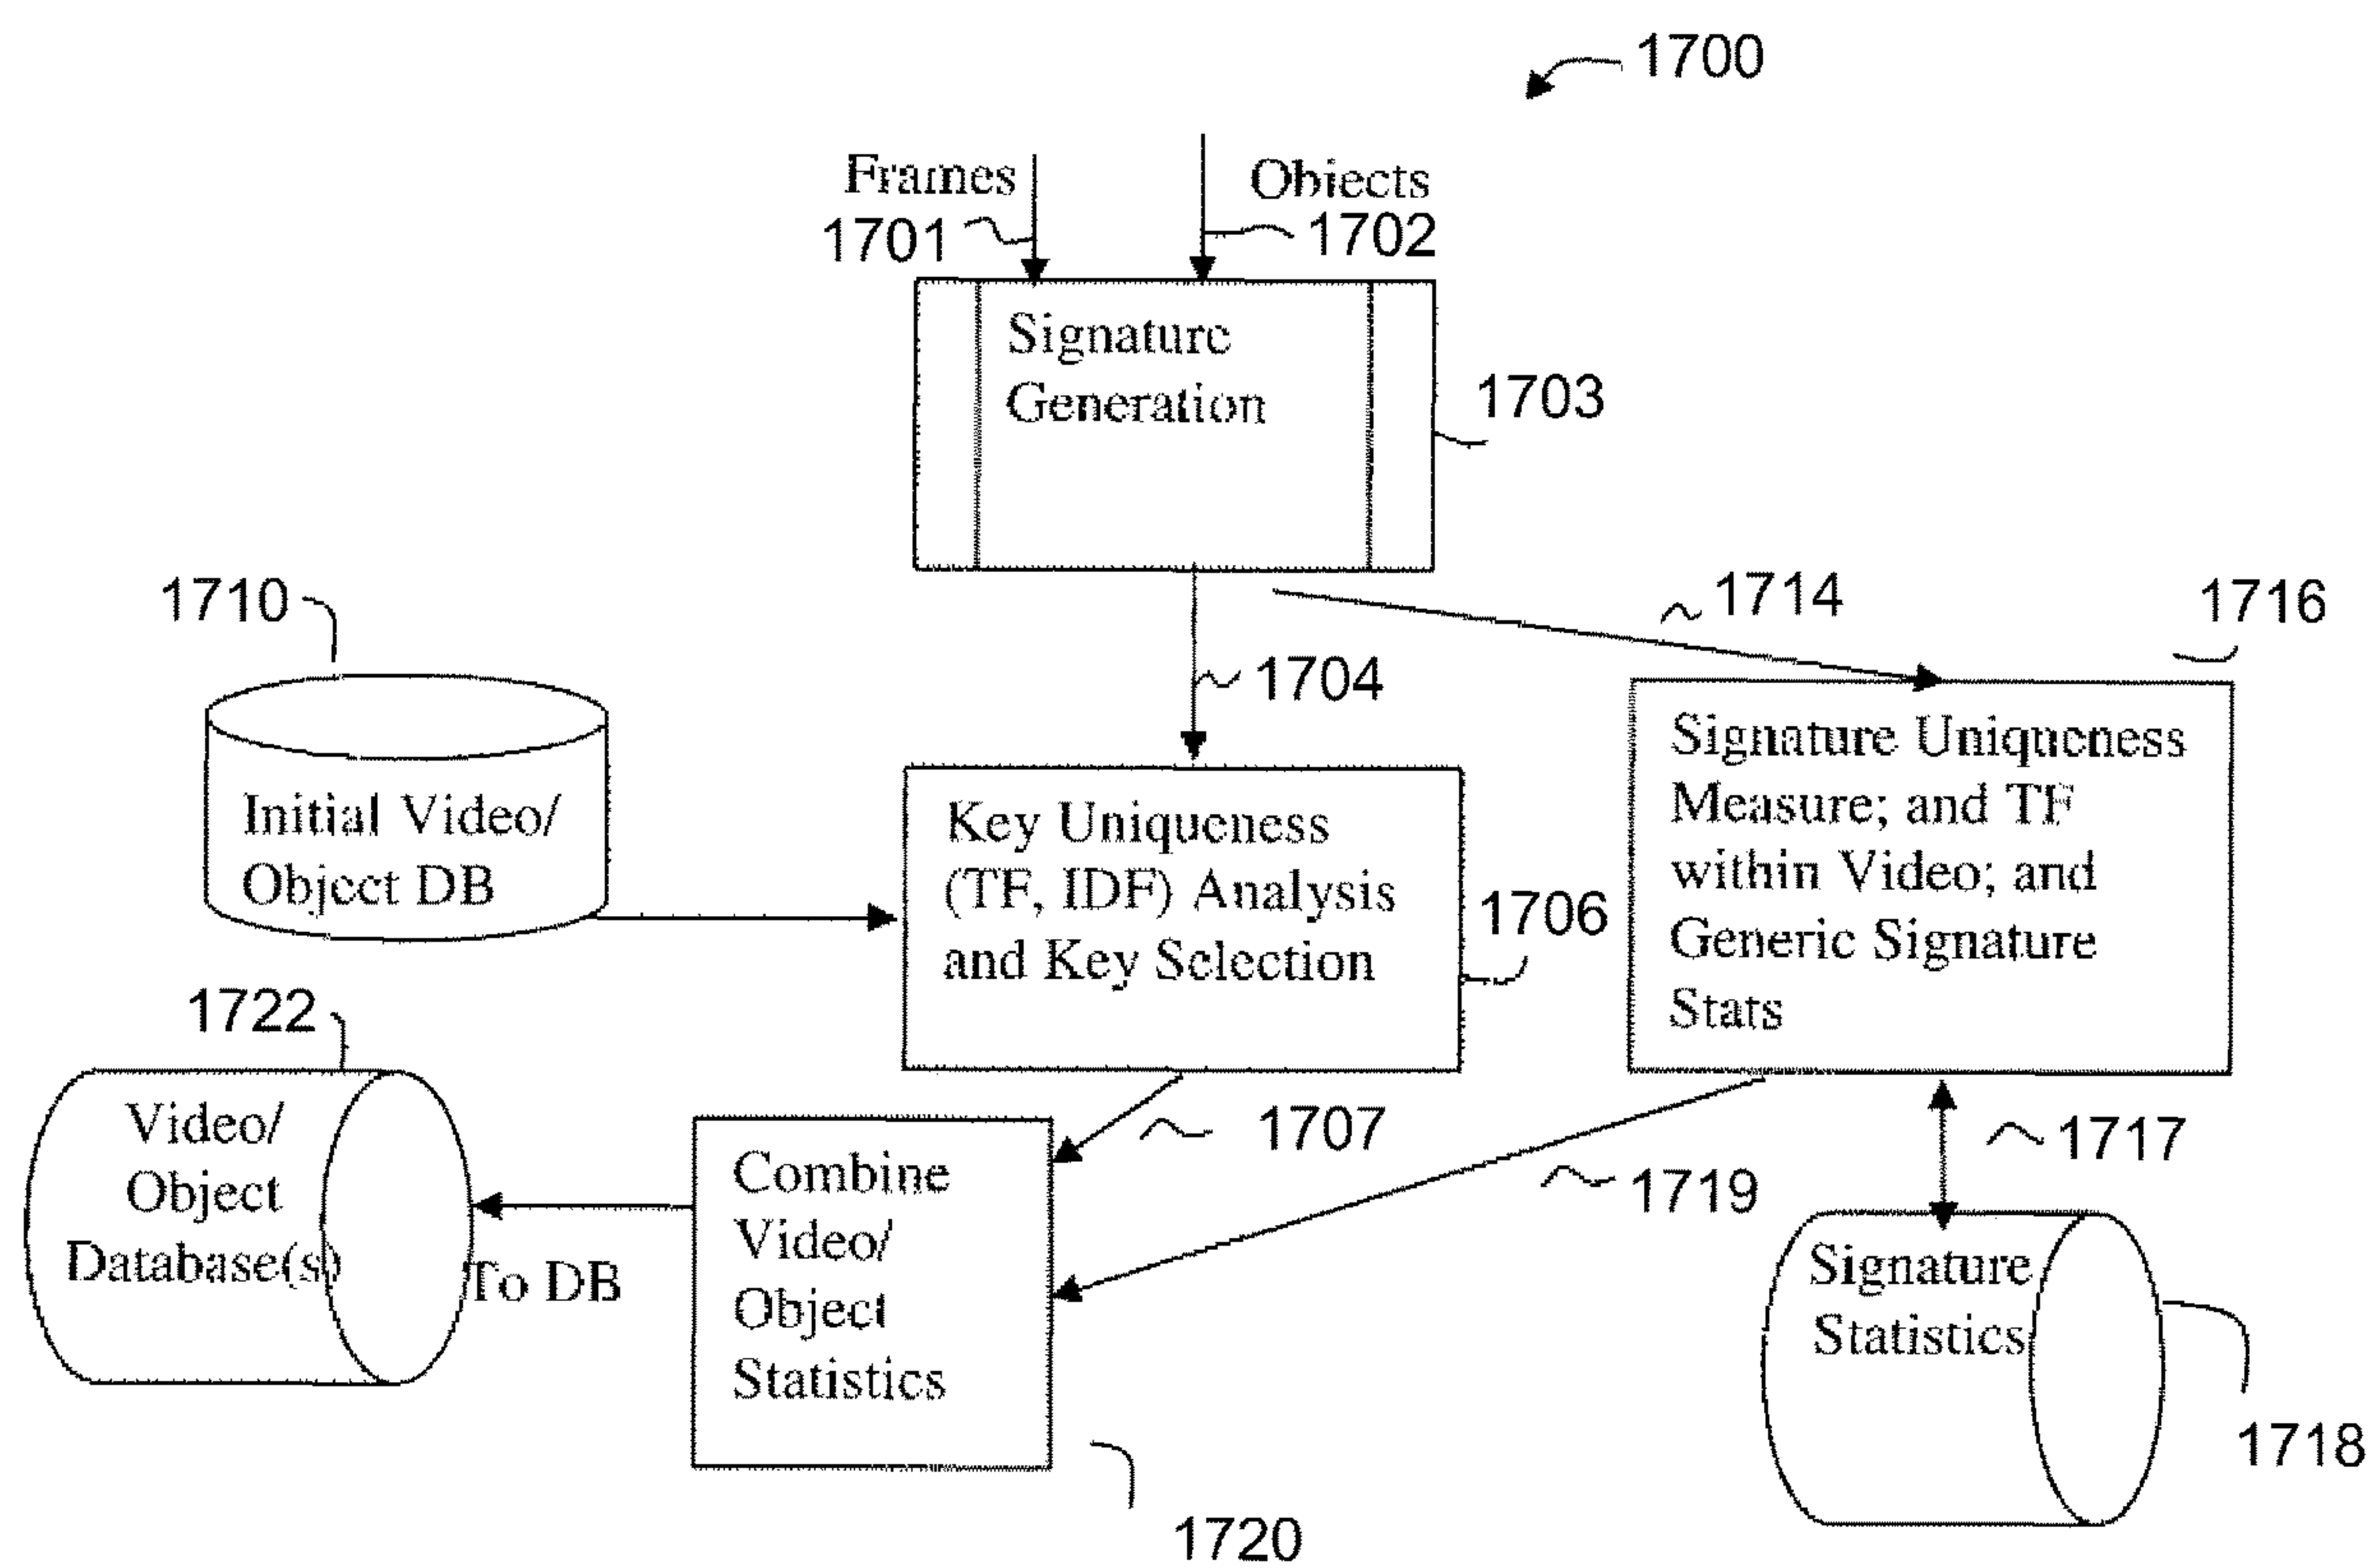 1700
Frames
Objects
1701
1702
Signature
Generation
1703
1710
1714
1716
1704
Initial Video/
Object DB
Key Uniqueness
(TF, IDF) Analysis
and Key Selection
1706
Signature Uniqueness
Measure; and TF
within Video; and
Generic Signature
Stats
1722
Video/
Object
Database(s)
To DB
Combine
Video/
Object
Statistics
1707
1719
1717
Signature
Statistics
1718
1720